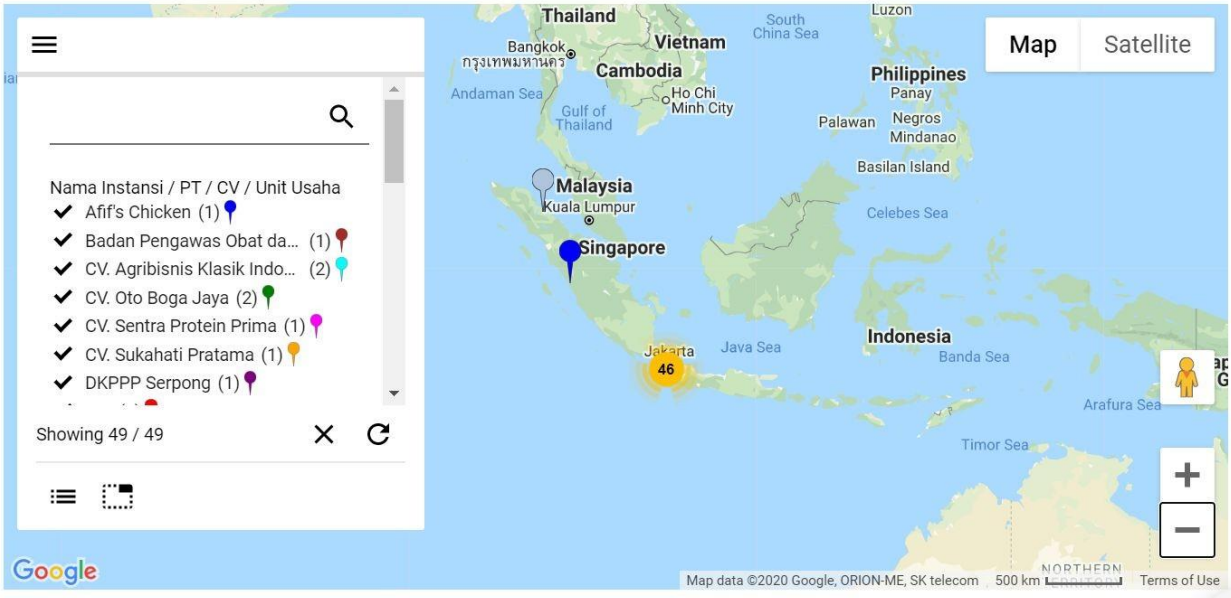 Nama Instansi / PT / CV / Unit Usaha
Afif's Chicken (1)
Badan Pengawas Obat da... (1)
CV. Agribisnis Klasik Indo... (2)
CV. Oto Boga Jaya (2)
CV. Sentra Protein Prima (1)
CV. Sukahati Pratama (1)
DKPPP Serpong (1)
Showing 49 / 49
Google
Thailand
Bangkok
กรุงเทพมหานคร
Vietnam
Cambodia
Ho Chi
Minh City
Andaman Sea
Gulf of
Thailand
South
China Sea
Luzon
Philippines
Panay
Palawan
Negros
Mindanao
Basilan Island
Malaysia
Kuala Lumpur
Singapore
Celebes Sea
Jakarta
46
Java Sea
Indonesia
Banda Sea
Arafura Sea
Timor Sea
NORTHERN
TERRITORY
Map
Satellite
Map data ©2020 Google, ORION-ME, SK telecom
500 km
Terms of Use